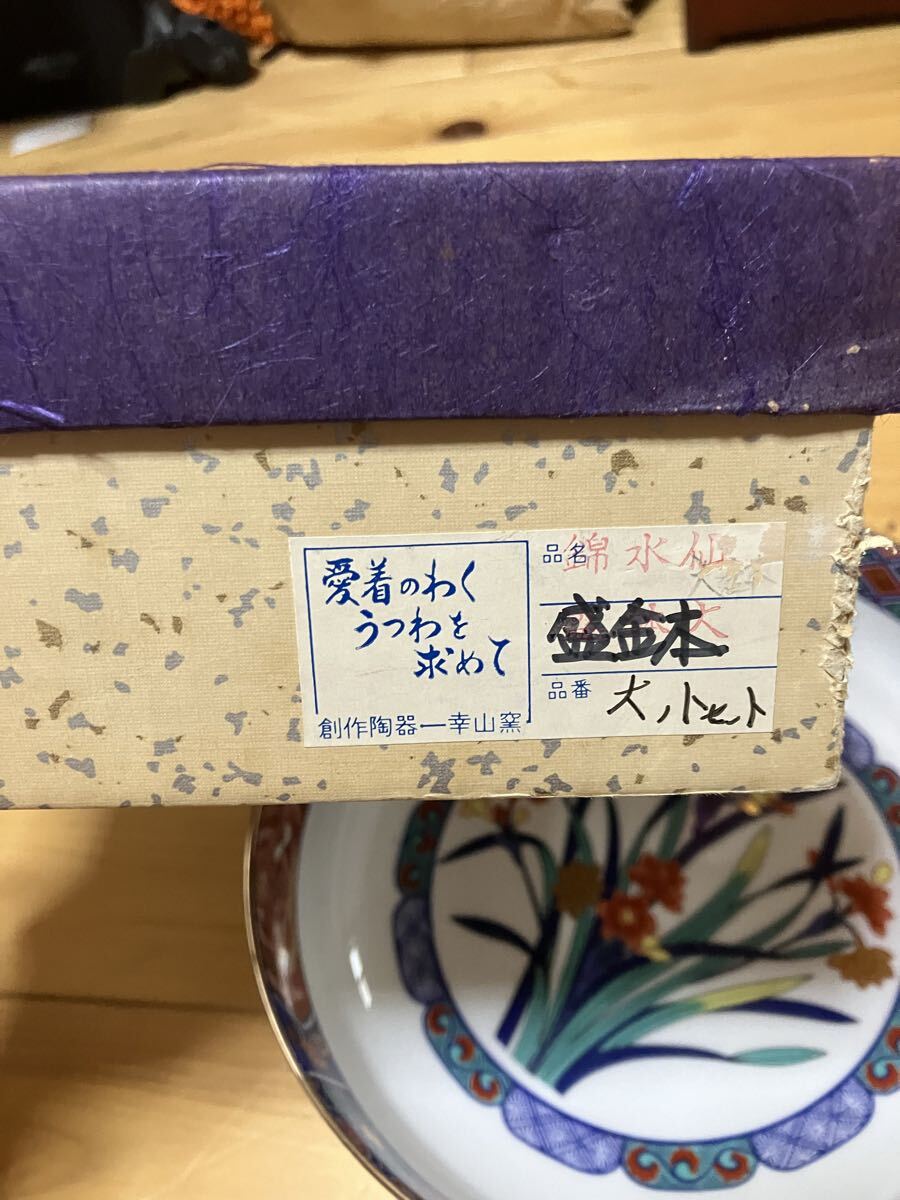 愛着のわく
うつわを
求めて
創作陶器一幸山窯
品名
錦水仙
盛金本
品番
大小セット